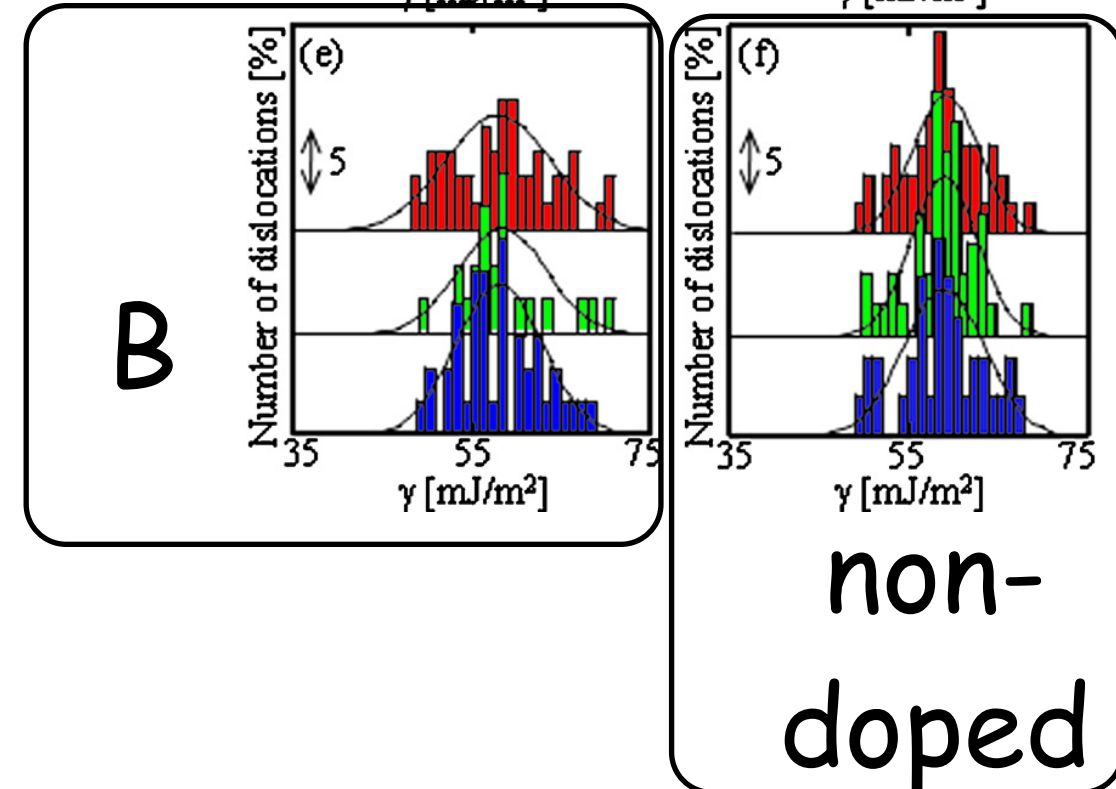 (e)
Number of dislocations [%]
5
35 55 75
γ [mJ/m²]
B
(f)
Number of dislocations [%]
5
35 55 75
γ [mJ/m²]
non-
doped